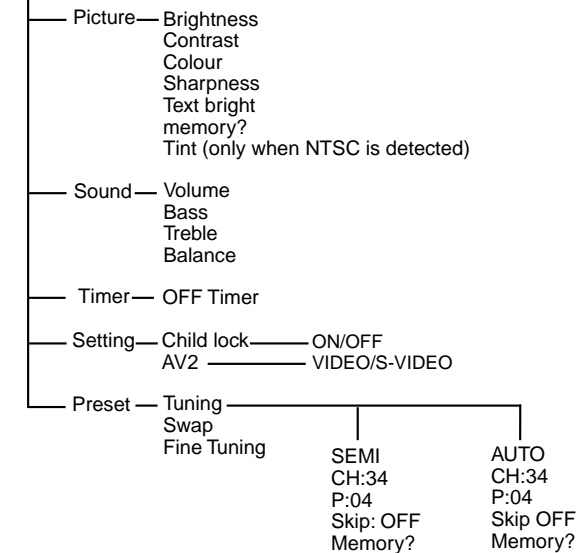 Picture Brightness
Contrast
Colour
Sharpness
Text bright
memory?
Tint (only when NTSC is detected)
Sound Volume
Bass
Treble
Balance
Timer OFF Timer
Setting Child lock ON/OFF
AV2 VIDEO/S-VIDEO
Preset Tuning
Swap
Fine Tuning
SEMI
CH:34
P:04
Skip: OFF
Memory?
AUTO
CH:34
P:04
Skip OFF
Memory?